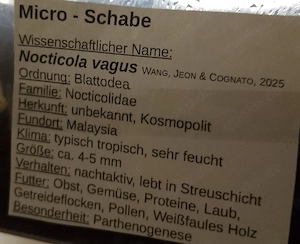 Micro - Schabe
Wissenschaftlicher Name:
Nocticola vagus WANG, JEON & COGNATO, 2025
Ordnung: Blattodea
Familie: Nocticolidae
Herkunft: unbekannt, Kosmopolit
Fundort: Malaysia
Klima: typisch tropisch, sehr feucht
Größe: ca. 4-5 mm
Verhalten: nachtaktiv, lebt in Streuschicht
Futter: Obst, Gemüse, Proteine, Laub,
Getreideflocken, Pollen, Weißfaules Holz
Besonderheit: Parthenogenese